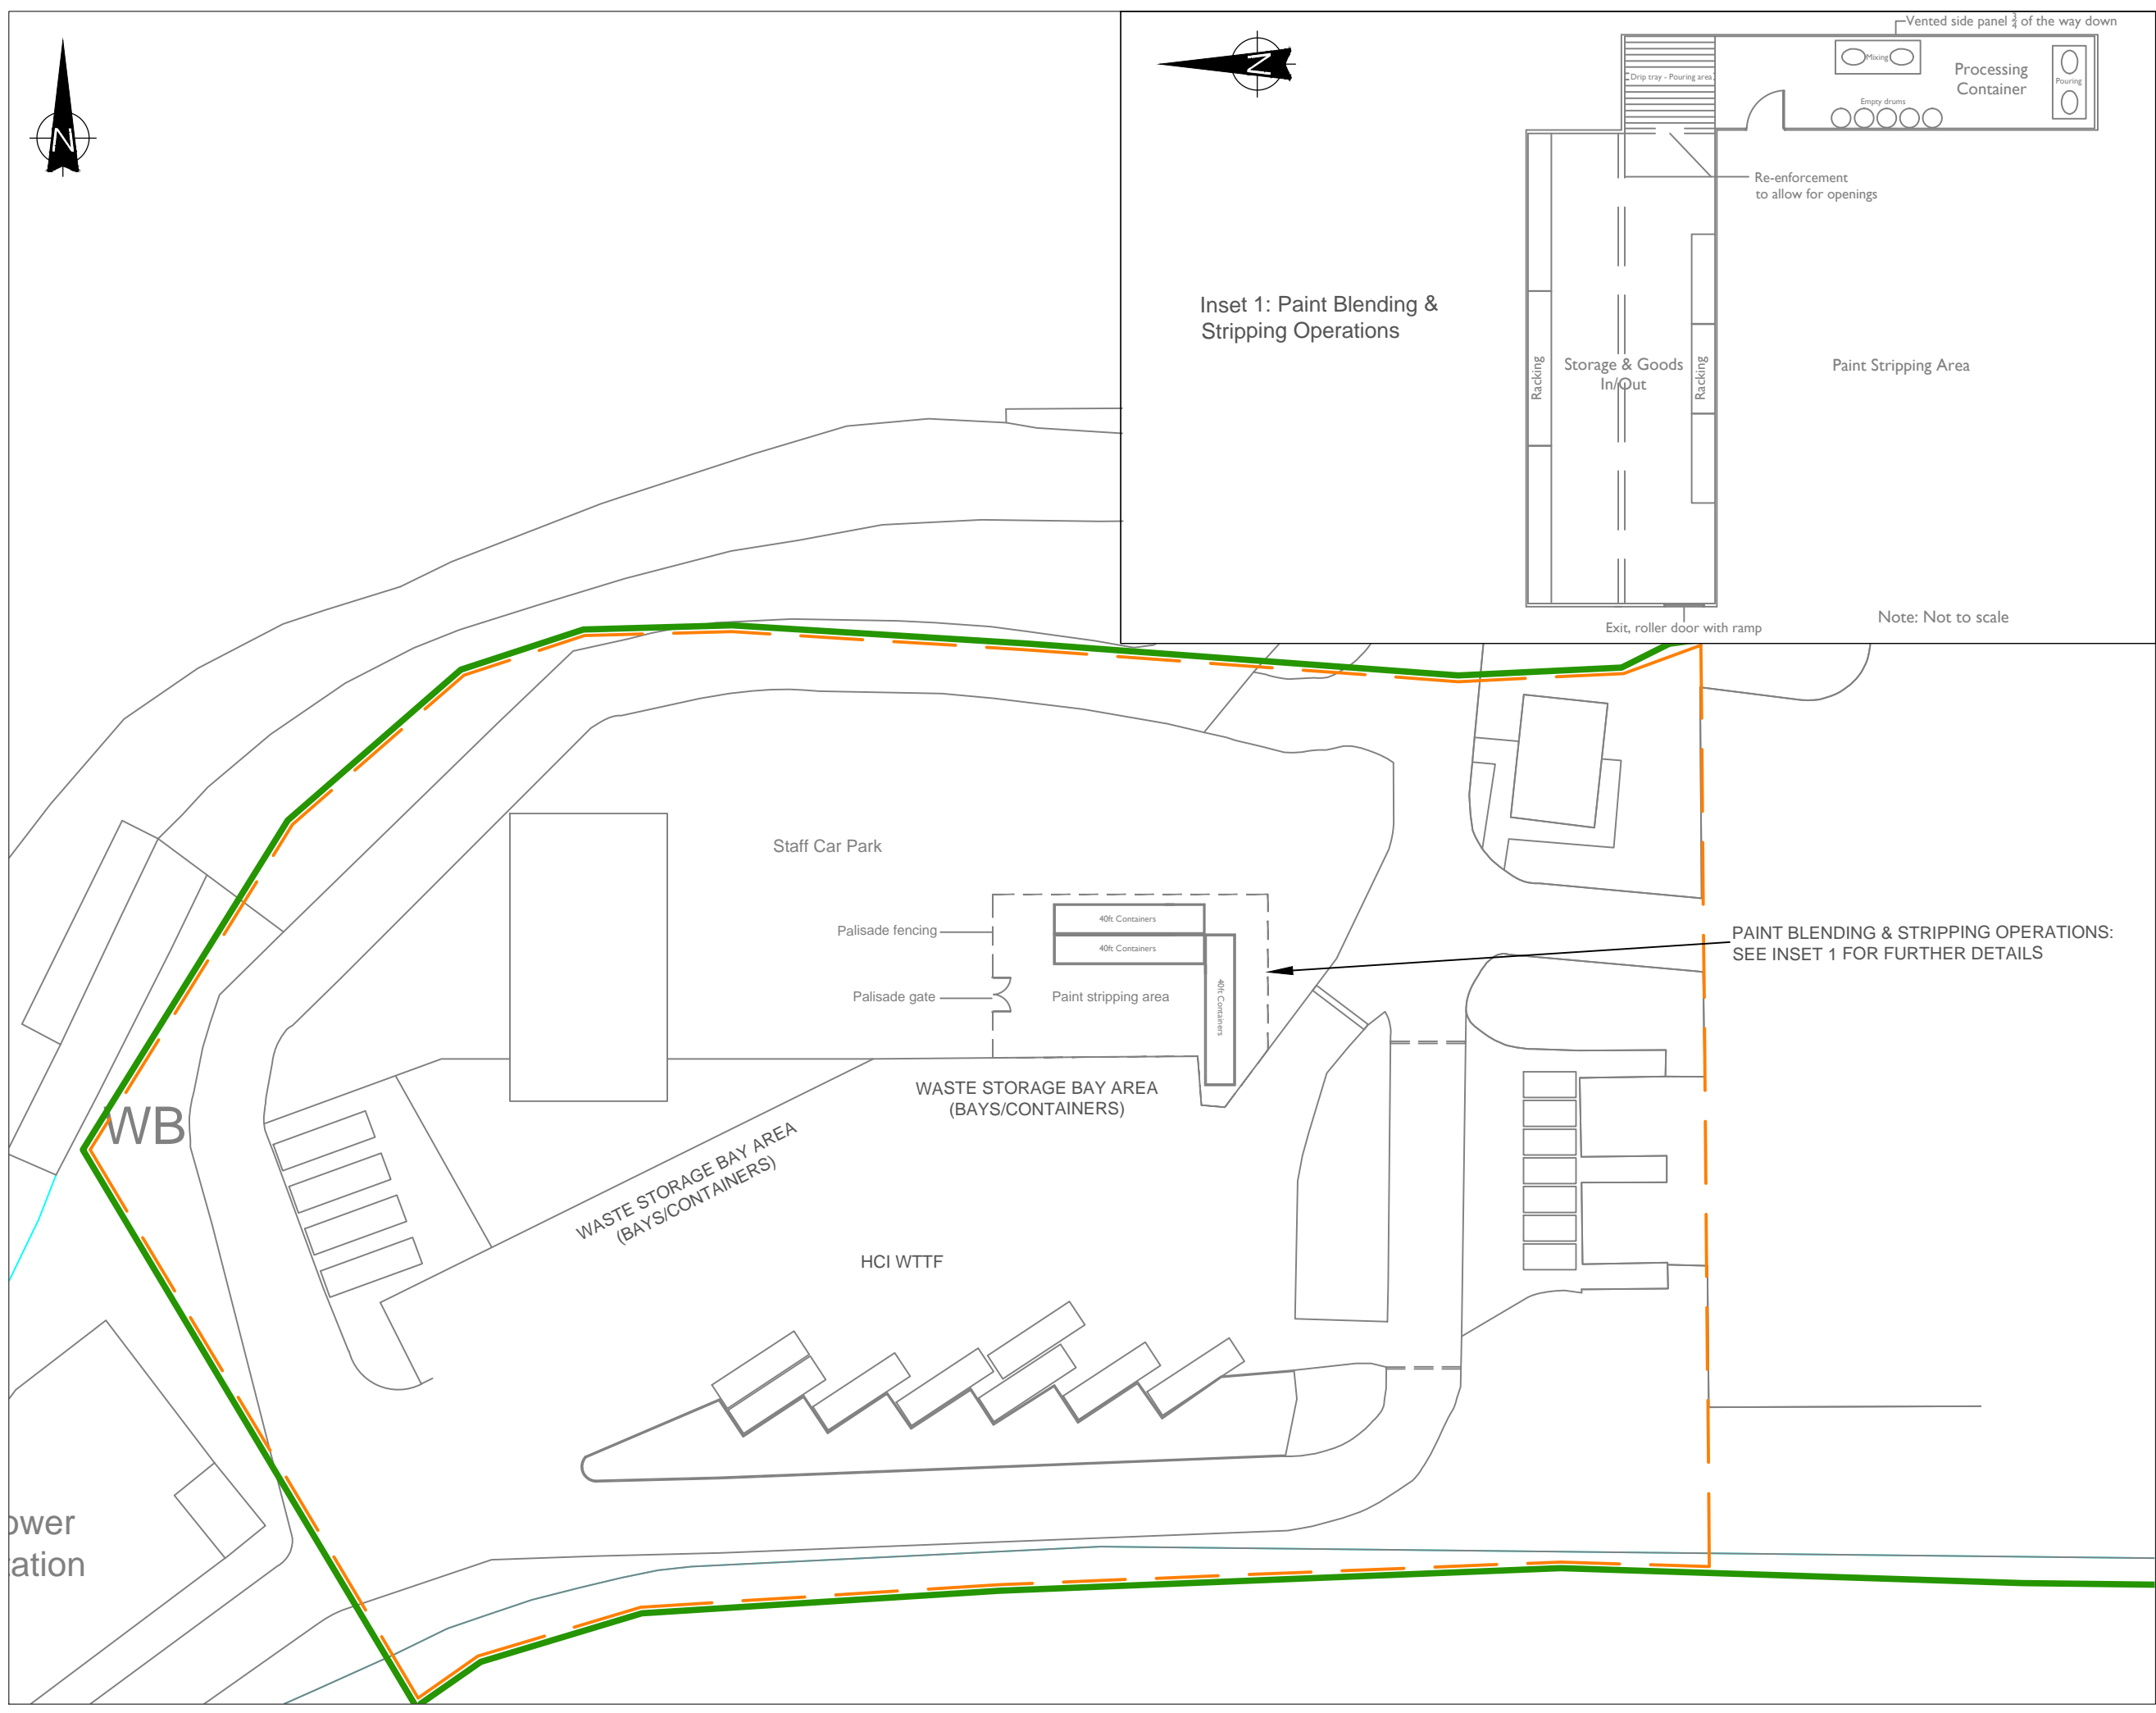 N
N
Vented side panel ¾ of the way down
Mixing
Processing
Container
Pouring
Drip tray - Pouring area
Empty drums
Re-enforcement
to allow for openings
Inset 1: Paint Blending &
Stripping Operations
Racking
Storage & Goods
In/Out
Racking
Paint Stripping Area
Exit, roller door with ramp
Note: Not to scale
Staff Car Park
Palisade fencing
40ft Containers
40ft Containers
40ft Containers
Palisade gate
Paint stripping area
PAINT BLENDING & STRIPPING OPERATIONS:
SEE INSET 1 FOR FURTHER DETAILS
WASTE STORAGE BAY AREA
(BAYS/CONTAINERS)
WASTE STORAGE BAY AREA
(BAYS/CONTAINERS)
WB
HCI WTTF
ower
ation